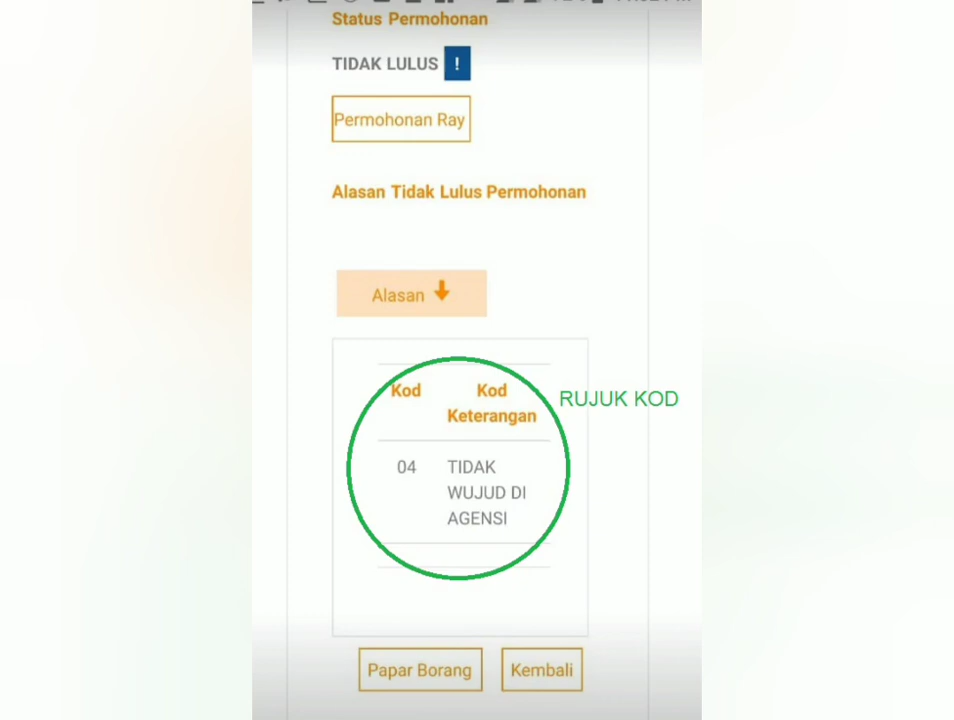 Status Permohonan
TIDAK LULUS !
Permohonan Ray
Alasan Tidak Lulus Permohonan
Alasan
Kod Kod
Keterangan
RUJUK KOD
04 TIDAK
WUJUD DI
AGENSI
Papar Borang Kembali